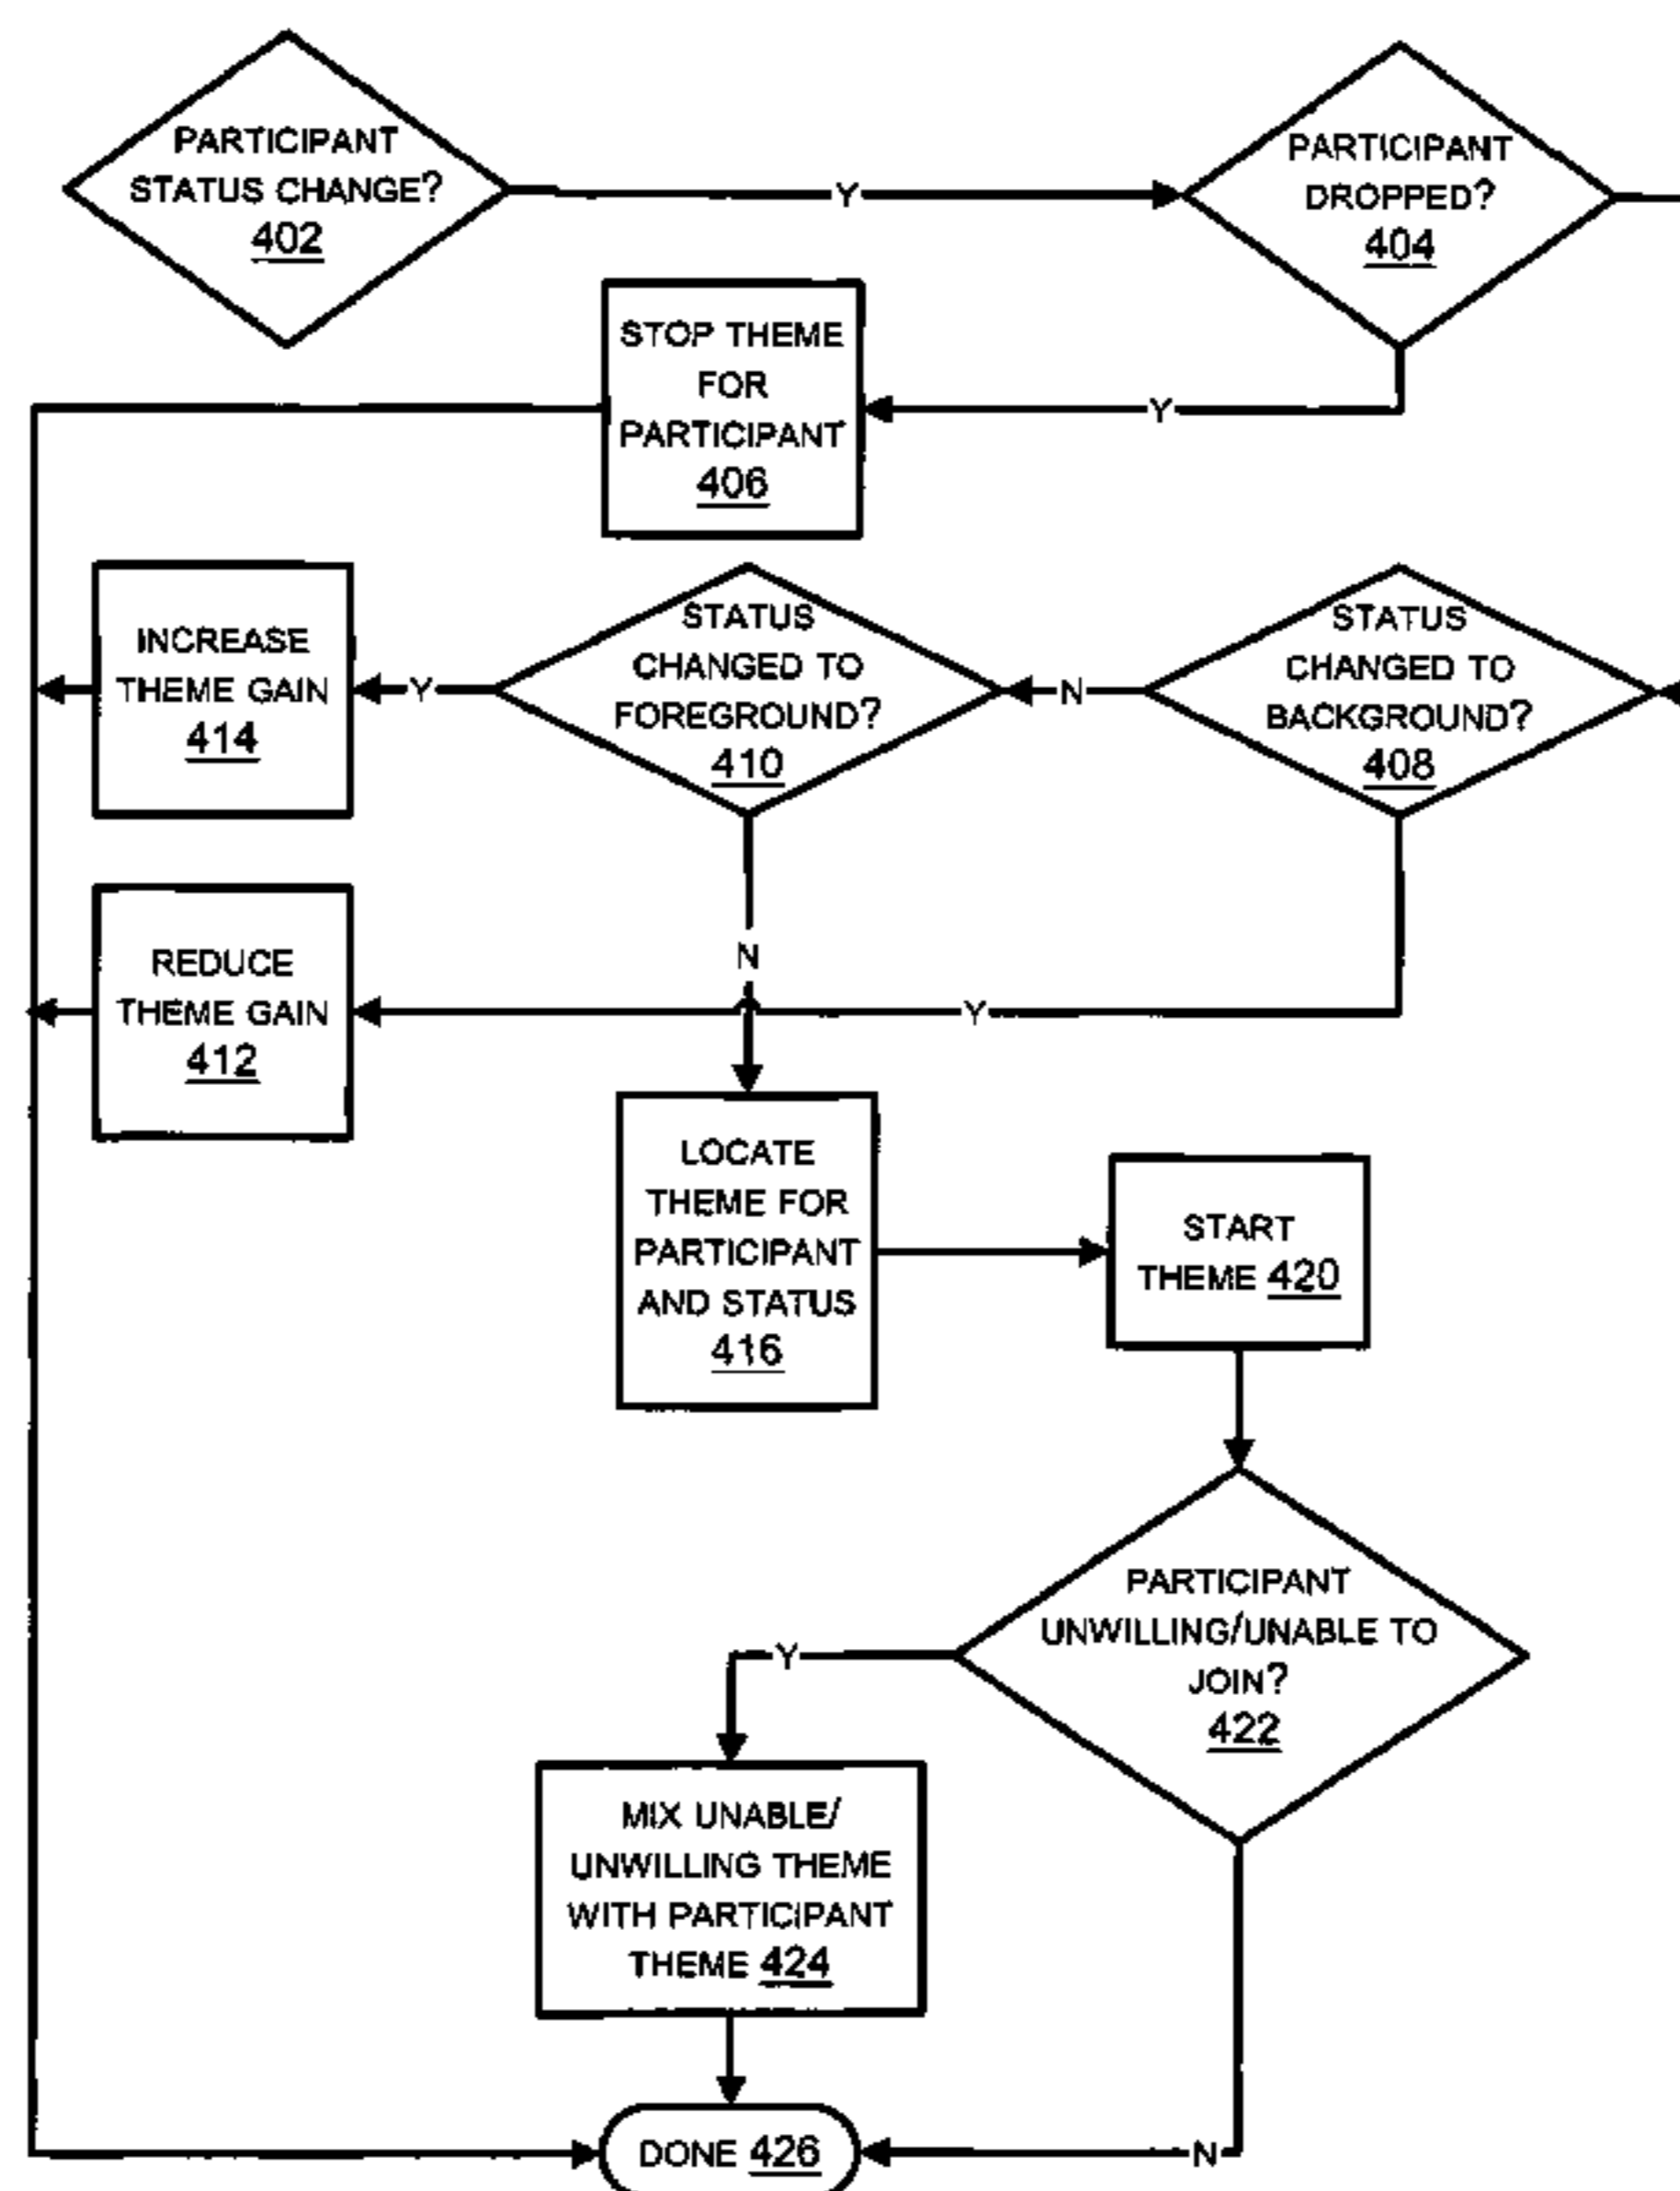 PARTICIPANT
STATUS CHANGE?
402
Y
PARTICIPANT
DROPPED?
404
STOP THEME
FOR
PARTICIPANT
406
Y
INCREASE
THEME GAIN
414
Y
STATUS
CHANGED TO
FOREGROUND?
410
N
STATUS
CHANGED TO
BACKGROUND?
408
N
REDUCE
THEME GAIN
412
Y
LOCATE
THEME FOR
PARTICIPANT
AND STATUS
416
START
THEME 420
PARTICIPANT
UNWILLING/UNABLE TO
JOIN?
422
Y
MIX UNABLE/
UNWILLING THEME
WITH PARTICIPANT
THEME 424
DONE 426
N